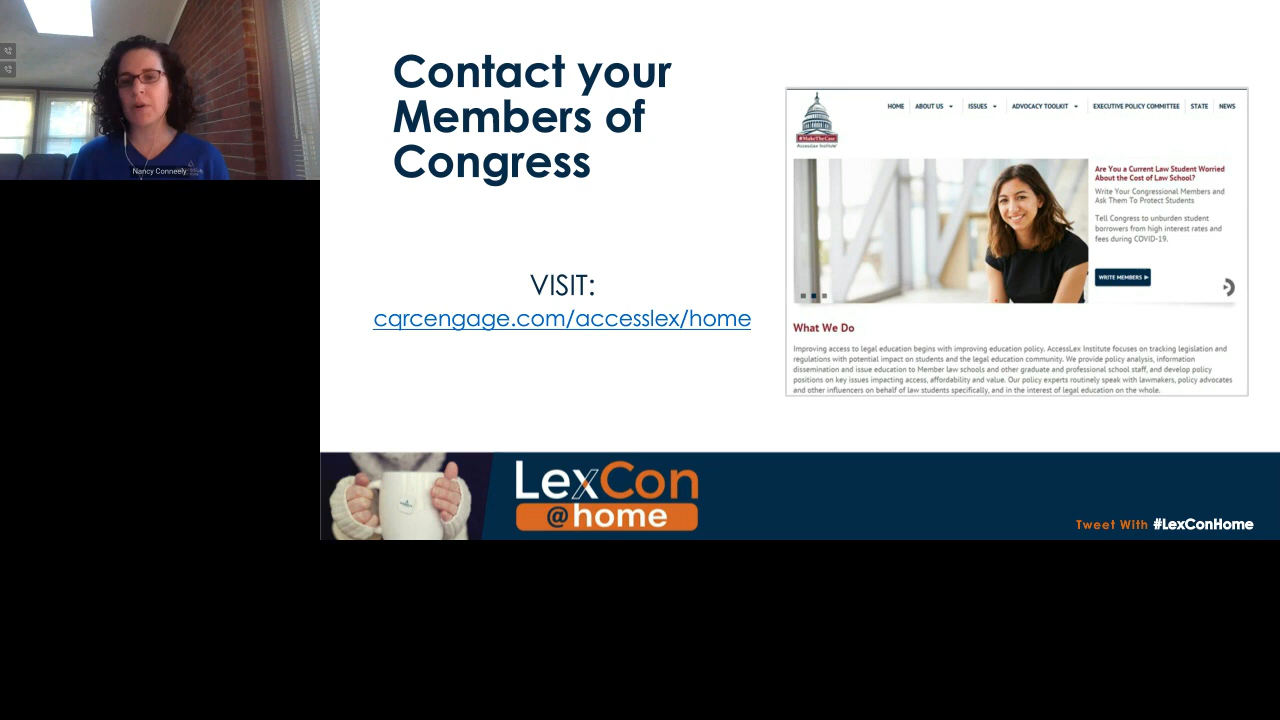 Nancy Conneely
Contact your
Members of
Congress
VISIT:
cqrcengage.com/accesslex/home
#MakeTheCase
AccessLex Institute
HOME ABOUT US ISSUES ADVOCACY TOOLKIT EXECUTIVE POLICY COMMITTEE STATE NEWS
Are You a Current Law Student Worried
About the Cost of Law School?
Write Your Congressional Members and
Ask Them To Protect Students
Tell Congress to unburden student
borrowers from high interest rates and
fees during COVID-19.
WRITE MEMBERS
What We Do
Improving access to legal education begins with improving education policy. AccessLex Institute focuses on tracking legislation and
regulations with potential impact on students and the legal education community. We provide policy analysis, information
dissemination and issue education to Member law schools and other graduate and professional school staff, and develop policy
positions on key issues impacting access, affordability and value. Our policy experts routinely speak with lawmakers, policy advocates
and other influencers on behalf of law students specifically, and in the interest of legal education on the whole.
LexCon
@home
Tweet With #LexConHome